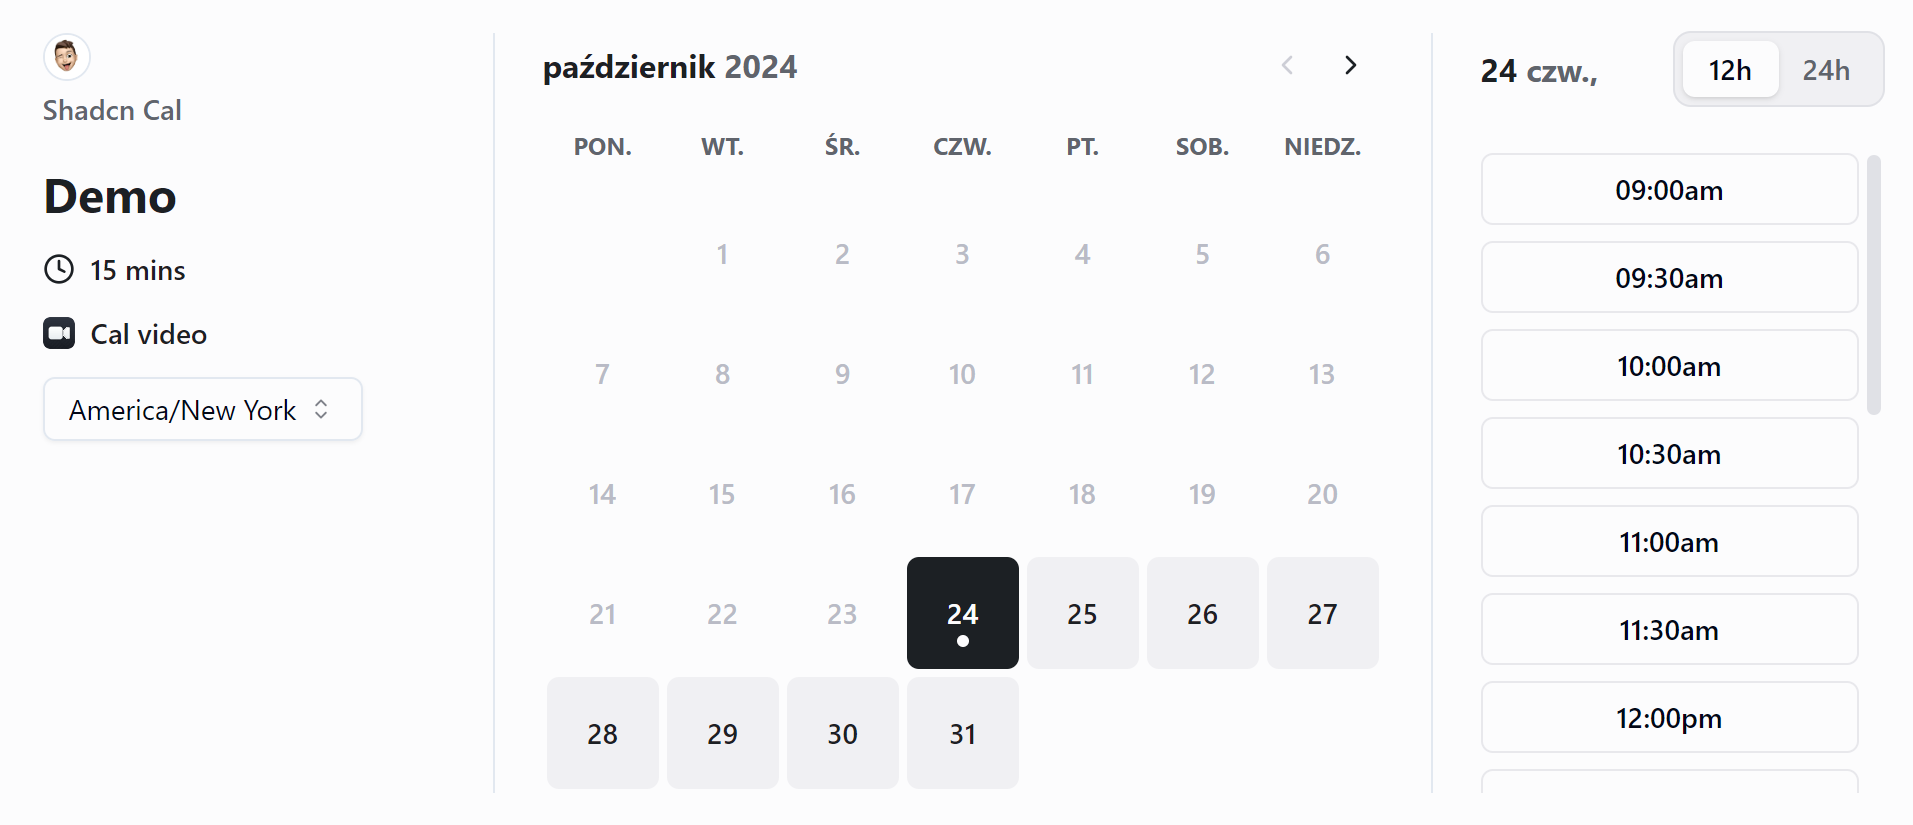 Shadcn Cal
Demo
15 mins
Cal video
America/New York
październik 2024
PON. WT. ŚR. CZW. PT. SOB. NIEDZ.
1 2 3 4 5 6
7 8 9 10 11 12 13
14 15 16 17 18 19 20
21 22 23 24 25 26 27
28 29 30 31
24 czw., 12h 24h
09:00am
09:30am
10:00am
10:30am
11:00am
11:30am
12:00pm